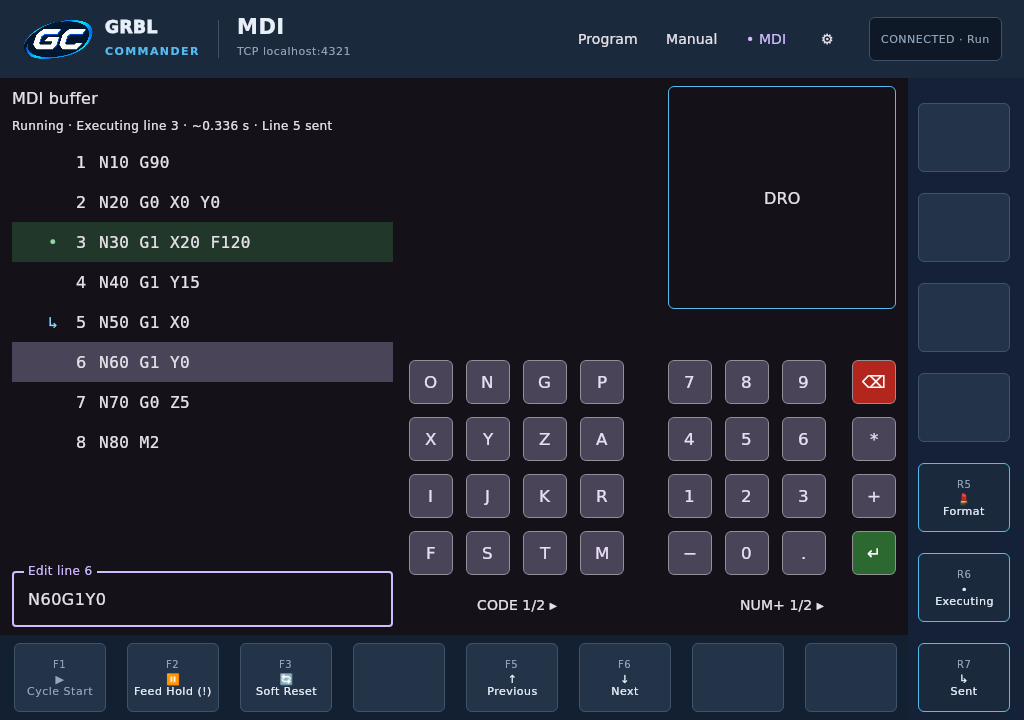 GC
GRBL
COMMANDER
MDI
TCP localhost:4321
Program
Manual
• MDI
⚙
CONNECTED · Run
MDI buffer
Running · Executing line 3 · ~0.336 s · Line 5 sent
1 N10 G90
2 N20 G0 X0 Y0
• 3 N30 G1 X20 F120
4 N40 G1 Y15
↳ 5 N50 G1 X0
6 N60 G1 Y0
7 N70 G0 Z5
8 N80 M2
Edit line 6
N60G1Y0
DRO
O N G P 7 8 9 ⌫
X Y Z A 4 5 6 *
I J K R 1 2 3 +
F S T M − 0 . ↵
CODE 1/2 ▸
NUM+ 1/2 ▸
R5
Format
R6
•
Executing
R7
↳
Sent
F1
▶
Cycle Start
F2
⏸
Feed Hold (!)
F3
🔄
Soft Reset
F5
↑
Previous
F6
↓
Next